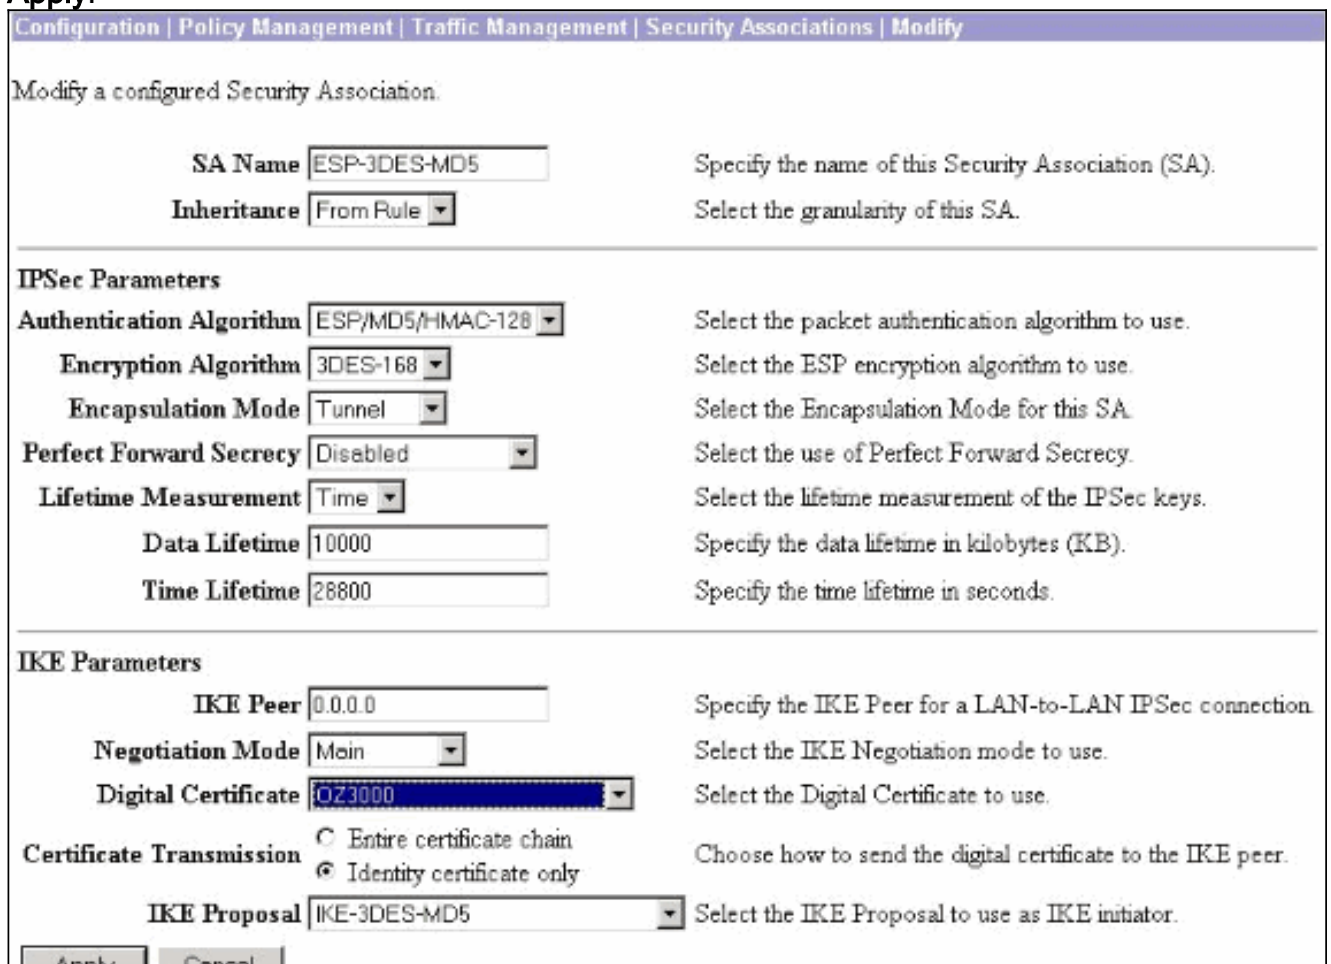 Apply.
Configuration | Policy Management | Traffic Management | Security Associations | Modify
Modify a configured Security Association.
SA Name ESP-3DES-MD5 Specify the name of this Security Association (SA).
Inheritance From Rule Select the granularity of this SA.
IPSec Parameters
Authentication Algorithm ESP/MD5/HMAC-128 Select the packet authentication algorithm to use.
Encryption Algorithm 3DES-168 Select the ESP encryption algorithm to use.
Encapsulation Mode Tunnel Select the Encapsulation Mode for this SA.
Perfect Forward Secrecy Disabled Select the use of Perfect Forward Secrecy.
Lifetime Measurement Time Select the lifetime measurement of the IPSec keys.
Data Lifetime 10000 Specify the data lifetime in kilobytes (KB).
Time Lifetime 28800 Specify the time lifetime in seconds.
IKE Parameters
IKE Peer 0.0.0.0 Specify the IKE Peer for a LAN-to-LAN IPSec connection.
Negotiation Mode Main Select the IKE Negotiation mode to use.
Digital Certificate OZ3000 Select the Digital Certificate to use.
Certificate Transmission Entire certificate chain Choose how to send the digital certificate to the IKE peer.
Identity certificate only
IKE Proposal IKE-3DES-MD5 Select the IKE Proposal to use as IKE initiator.
Apply Cancel